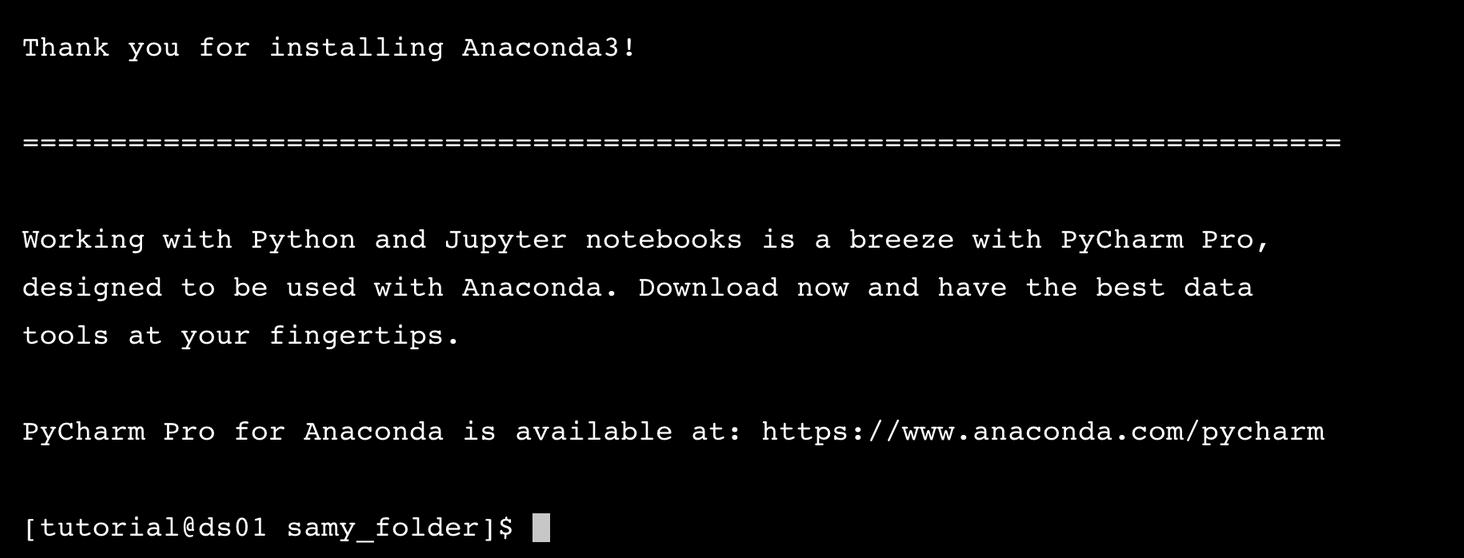 Thank you for installing Anaconda3!
===========================================================================
Working with Python and Jupyter notebooks is a breeze with PyCharm Pro,
designed to be used with Anaconda. Download now and have the best data
tools at your fingertips.
PyCharm Pro for Anaconda is available at: https://www.anaconda.com/pycharm
[tutorial@ds01 samy_folder]$